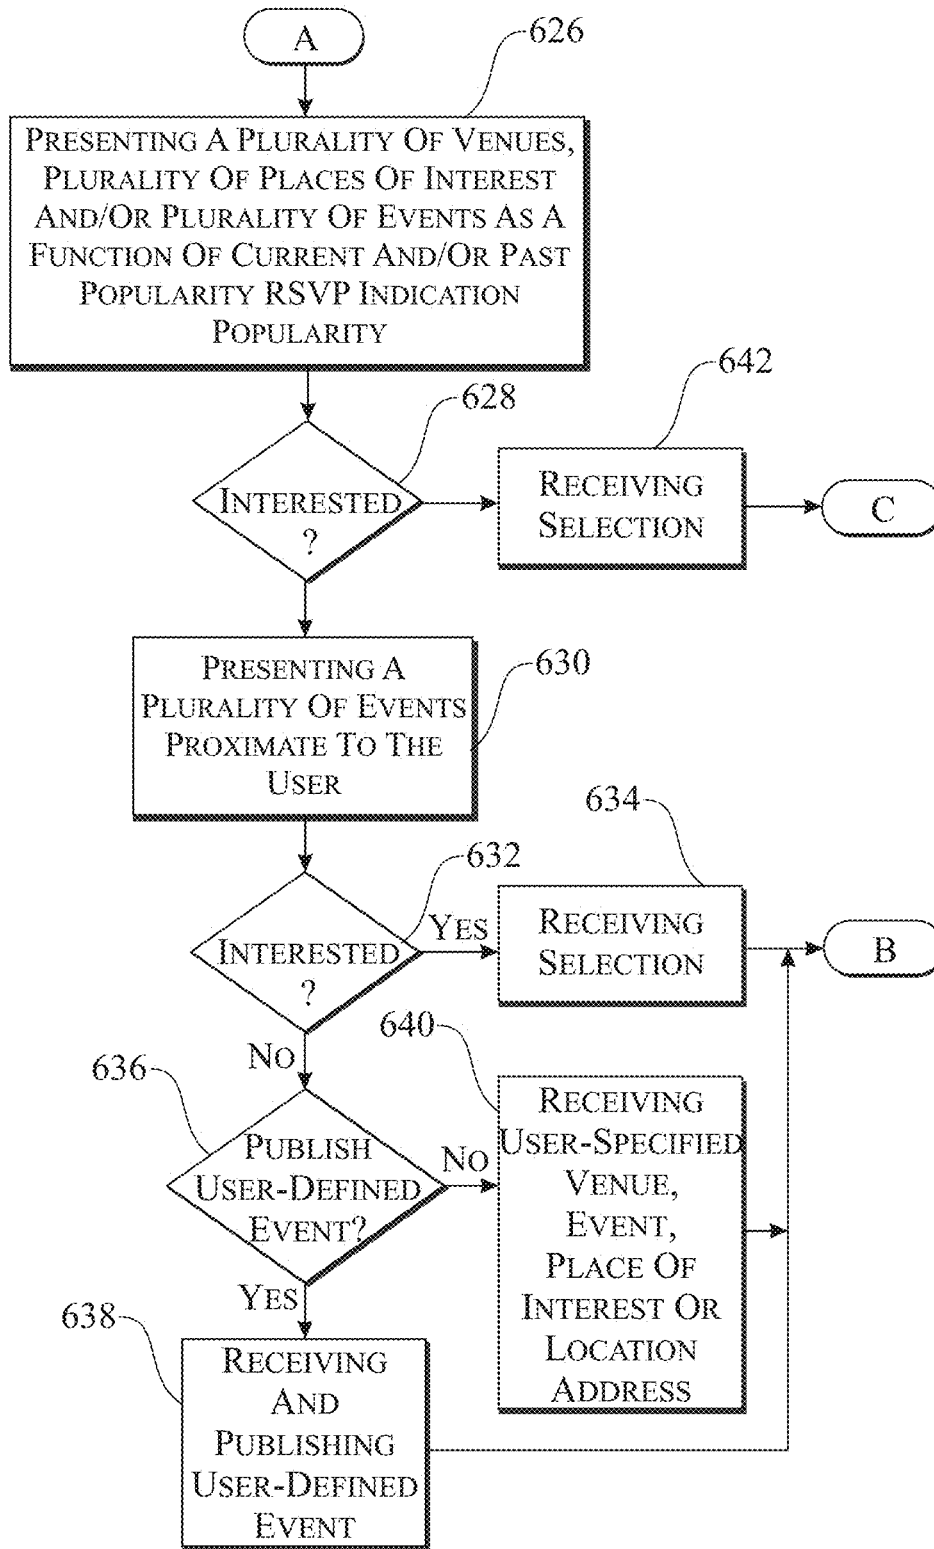 A
626
PRESENTING A PLURALITY OF VENUES,
PLURALITY OF PLACES OF INTEREST
AND/OR PLURALITY OF EVENTS AS A
FUNCTION OF CURRENT AND/OR PAST
POPULARITY RSVP INDICATION
POPULARITY
628
INTERESTED
?
642
RECEIVING
SELECTION
C
PRESENTING A
PLURALITY OF EVENTS
PROXIMATE TO THE
USER
630
632
INTERESTED
?
YES
634
RECEIVING
SELECTION
B
NO
636
PUBLISH
USER-DEFINED
EVENT?
NO
640
RECEIVING
USER-SPECIFIED
VENUE,
EVENT,
PLACE OF
INTEREST OR
LOCATION
ADDRESS
YES
638
RECEIVING
AND
PUBLISHING
USER-DEFINED
EVENT